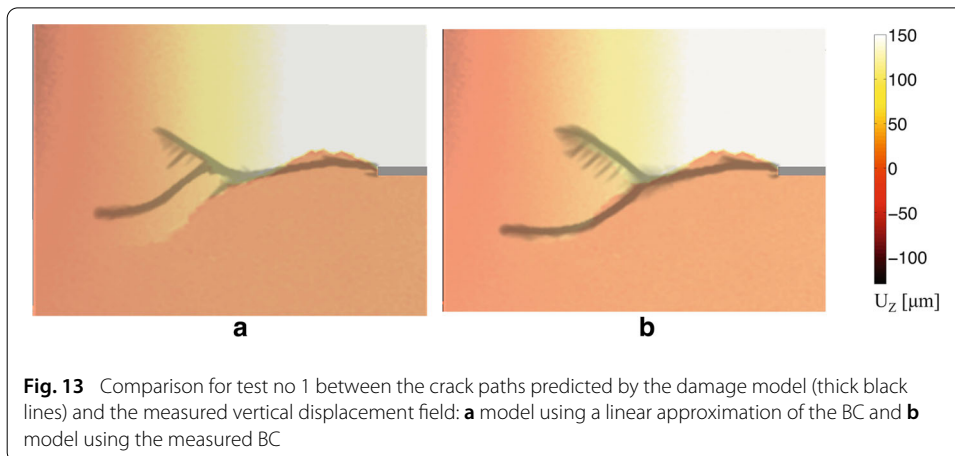 150
100
50
0
−50
−100
U_Z [µm]
a
b
Fig. 13 Comparison for test no 1 between the crack paths predicted by the damage model (thick black
lines) and the measured vertical displacement field: a model using a linear approximation of the BC and b
model using the measured BC